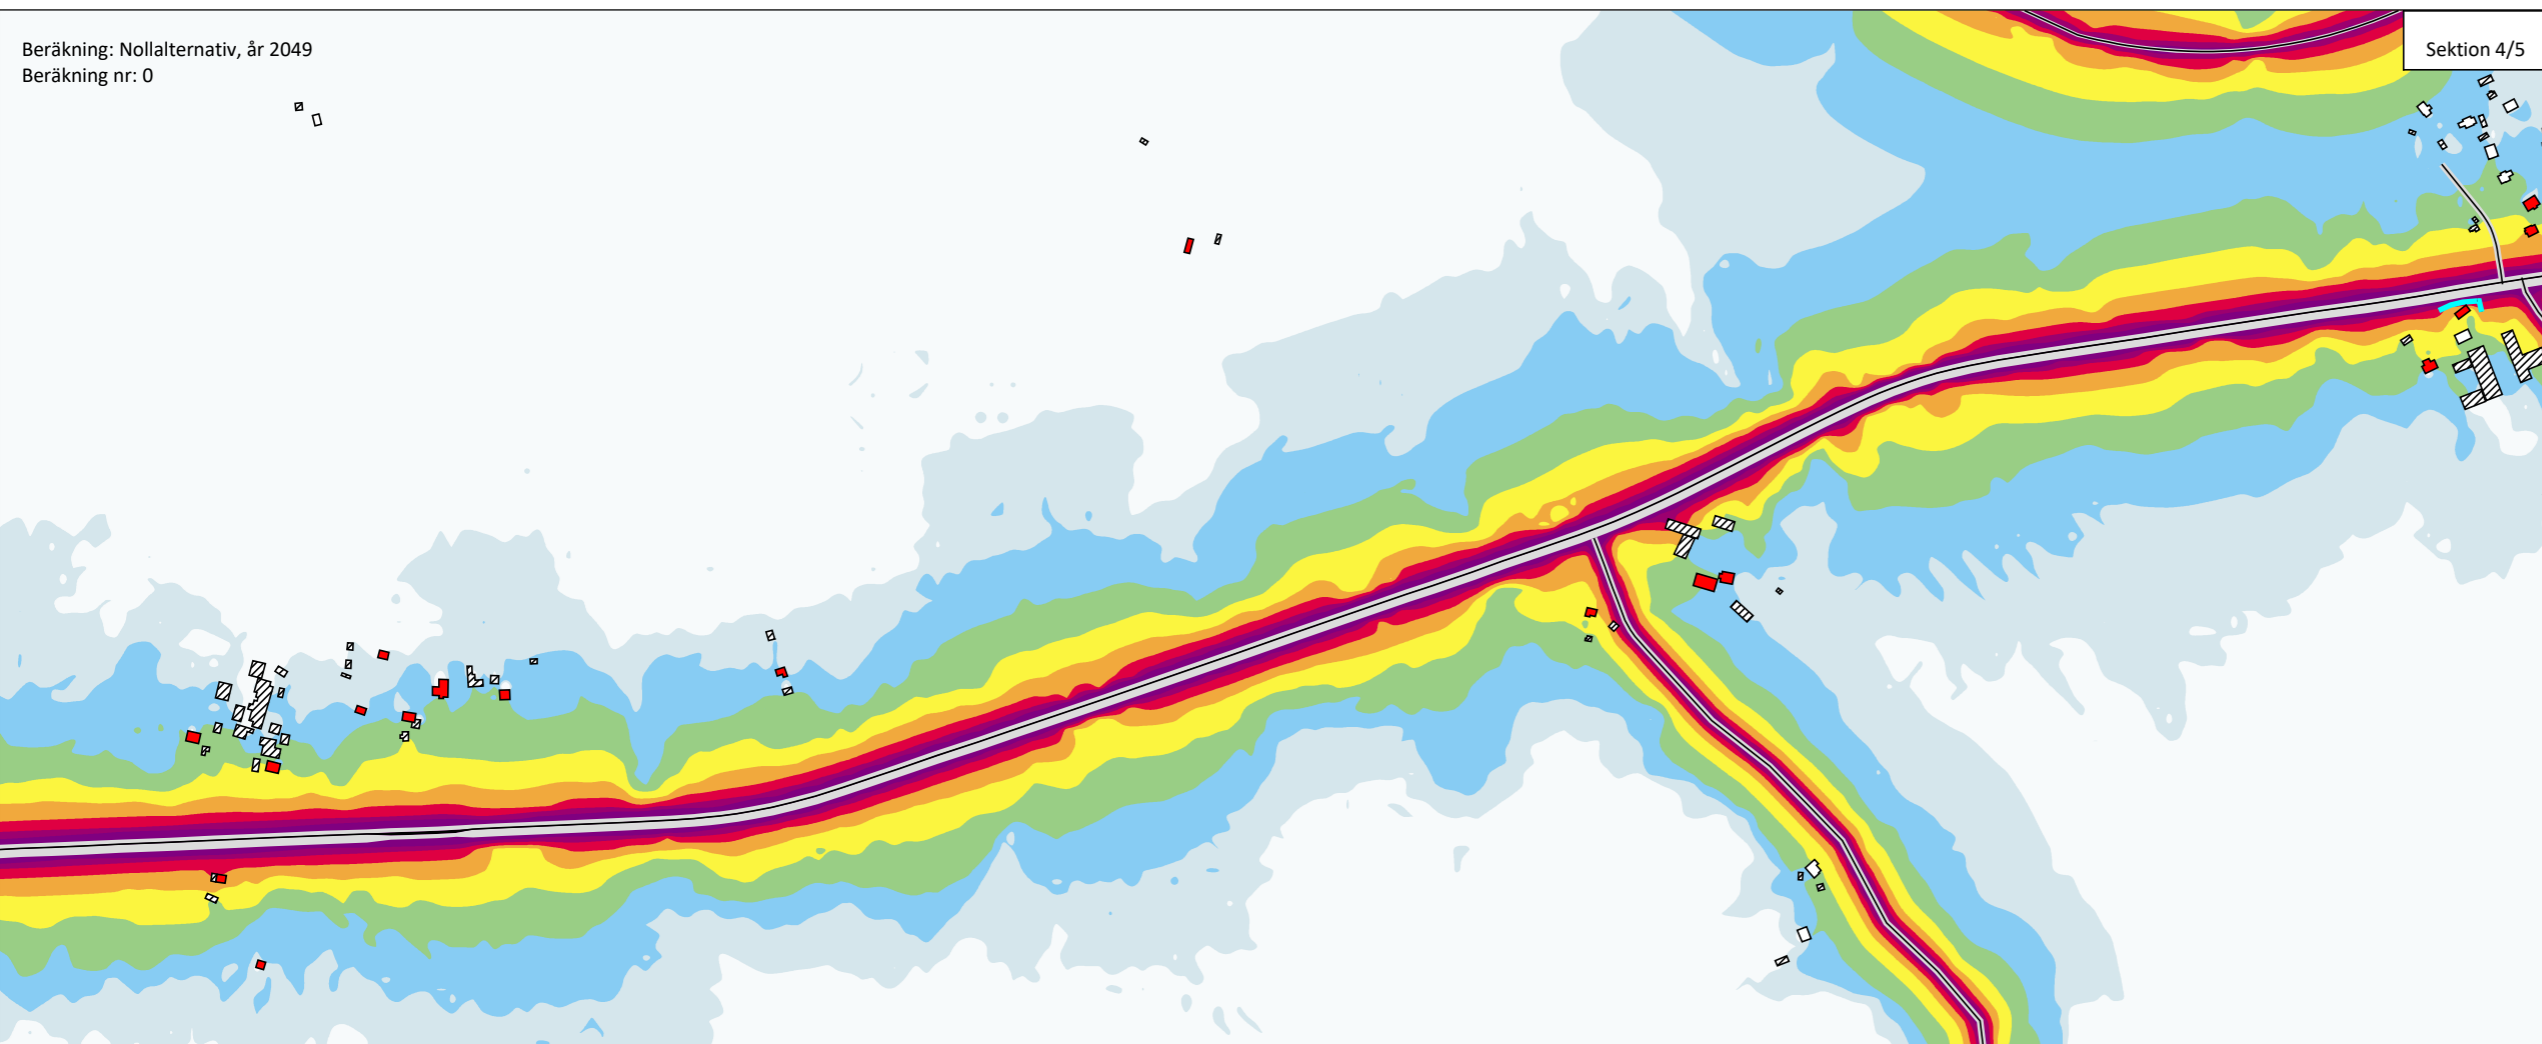 Beräkning: Nollalternativ, år 2049
Beräkning nr: 0
Sektion 4/5